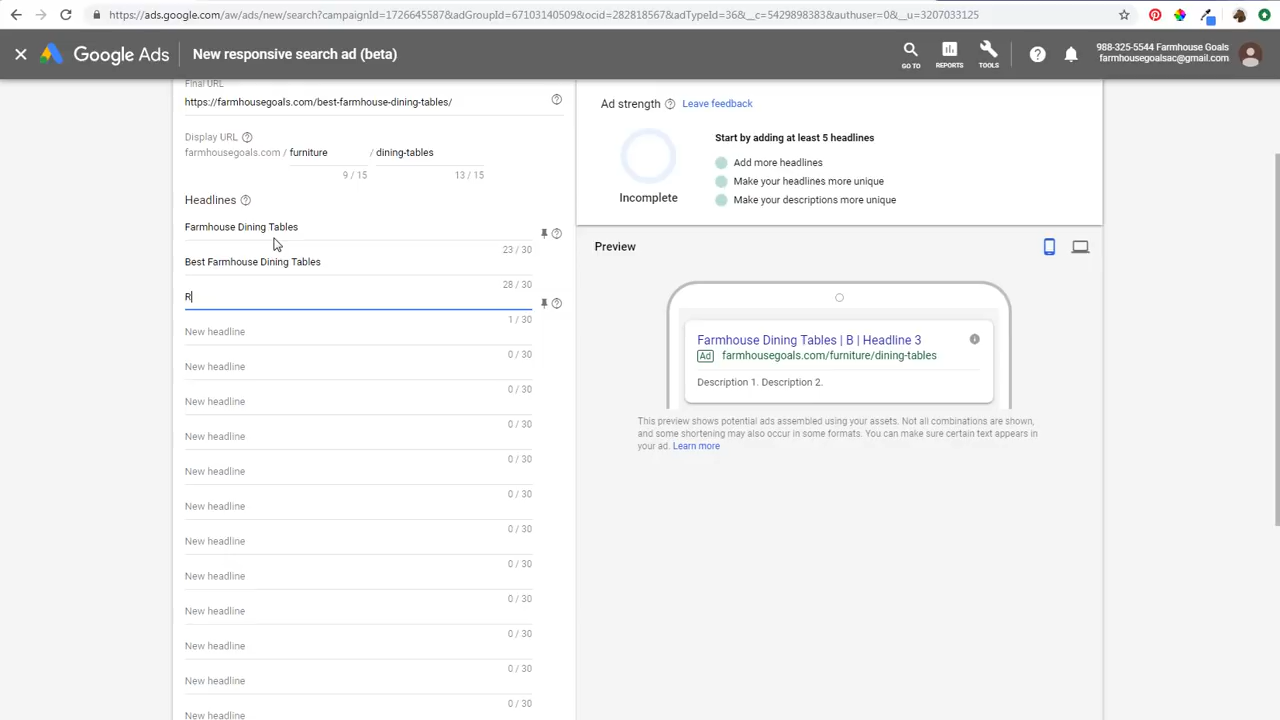 https://ads.google.com/aw/ads/new/search?campaignId=1726645587&adGroupId=67103140509&ocid=282818567&adTypeId=36&__c=5429898383&authuser=0&__u=3207033125
Google Ads
New responsive search ad (beta)
GO TO
REPORTS
TOOLS
988-325-5544 Farmhouse Goals
farmhousegoalsac@gmail.com
Final URL
https://farmhousegoals.com/best-farmhouse-dining-tables/
Display URL
farmhousegoals.com / furniture / dining-tables
9 / 15
13 / 15
Headlines
Farmhouse Dining Tables
23 / 30
Best Farmhouse Dining Tables
28 / 30
R
1 / 30
New headline
0 / 30
New headline
0 / 30
New headline
0 / 30
New headline
0 / 30
New headline
0 / 30
New headline
0 / 30
New headline
0 / 30
New headline
0 / 30
New headline
0 / 30
New headline
0 / 30
New headline
0 / 30
New headline
Ad strength
Leave feedback
Incomplete
Start by adding at least 5 headlines
Add more headlines
Make your headlines more unique
Make your descriptions more unique
Preview
Farmhouse Dining Tables | B | Headline 3
Ad farmhousegoals.com/furniture/dining-tables
Description 1. Description 2.
This preview shows potential ads assembled using your assets. Not all combinations are shown,
and some shortening may also occur in some formats. You can make sure certain text appears in
your ad. Learn more